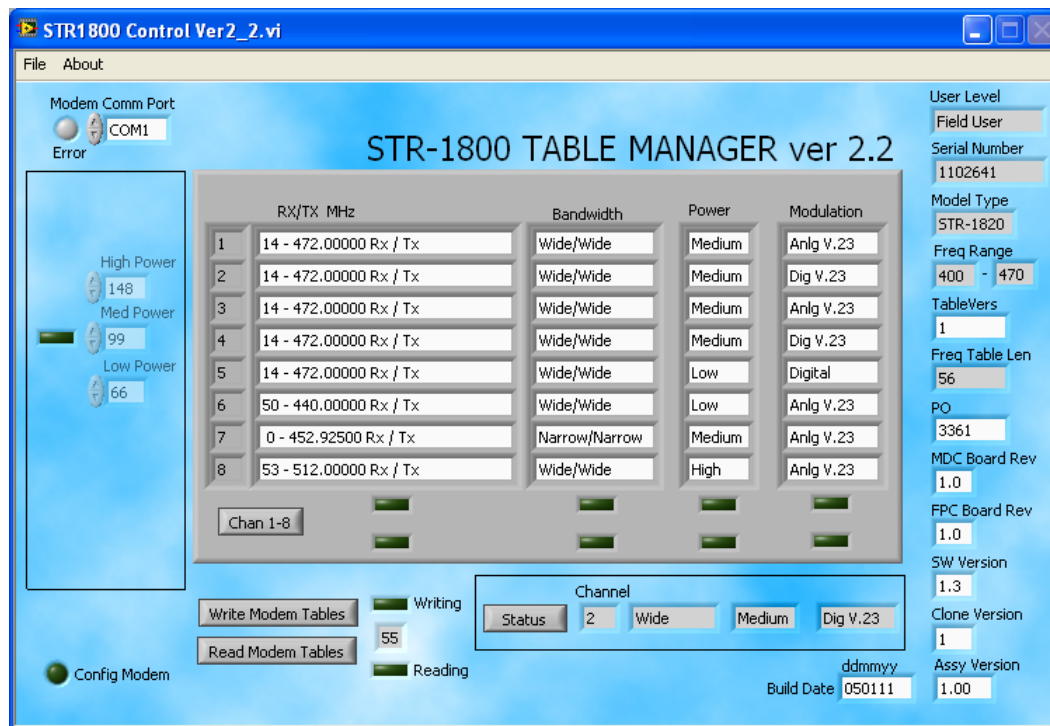 STR1800 Control Ver2_2.vi
File About
Modem Comm Port
COM1
Error
STR-1800 TABLE MANAGER ver 2.2
High Power
148
Med Power
99
Low Power
66
RX/TX MHz Bandwidth Power Modulation
1 14 - 472.00000 Rx / Tx Wide/Wide Medium Anlg V.23
2 14 - 472.00000 Rx / Tx Wide/Wide Medium Dig V.23
3 14 - 472.00000 Rx / Tx Wide/Wide Medium Anlg V.23
4 14 - 472.00000 Rx / Tx Wide/Wide Medium Dig V.23
5 14 - 472.00000 Rx / Tx Wide/Wide Low Digital
6 50 - 440.00000 Rx / Tx Wide/Wide Low Anlg V.23
7 0 - 452.92500 Rx / Tx Narrow/Narrow Medium Anlg V.23
8 53 - 512.00000 Rx / Tx Wide/Wide High Anlg V.23
Chan 1-8
Write Modem Tables
Writing
55
Read Modem Tables
Reading
Channel
Status 2 Wide Medium Dig V.23
Config Modem
ddmmyy
Build Date 050111
User Level
Field User
Serial Number
1102641
Model Type
STR-1820
Freq Range
400 - 470
TableVers
1
Freq Table Len
56
PO
3361
MDC Board Rev
1.0
FPC Board Rev
1.0
SW Version
1.3
Clone Version
1
Assy Version
1.00